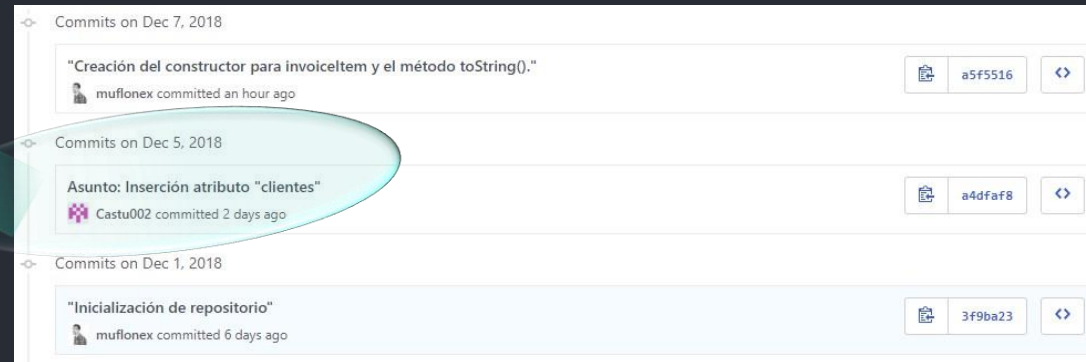 Commits on Dec 7, 2018
"Creación del constructor para invoiceItem y el método toString()."
muflonex committed an hour ago
a5f5516
Commits on Dec 5, 2018
Asunto: Inserción atributo "clientes"
Castu002 committed 2 days ago
a4dfaf8
Commits on Dec 1, 2018
"Inicialización de repositorio"
muflonex committed 6 days ago
3f9ba23